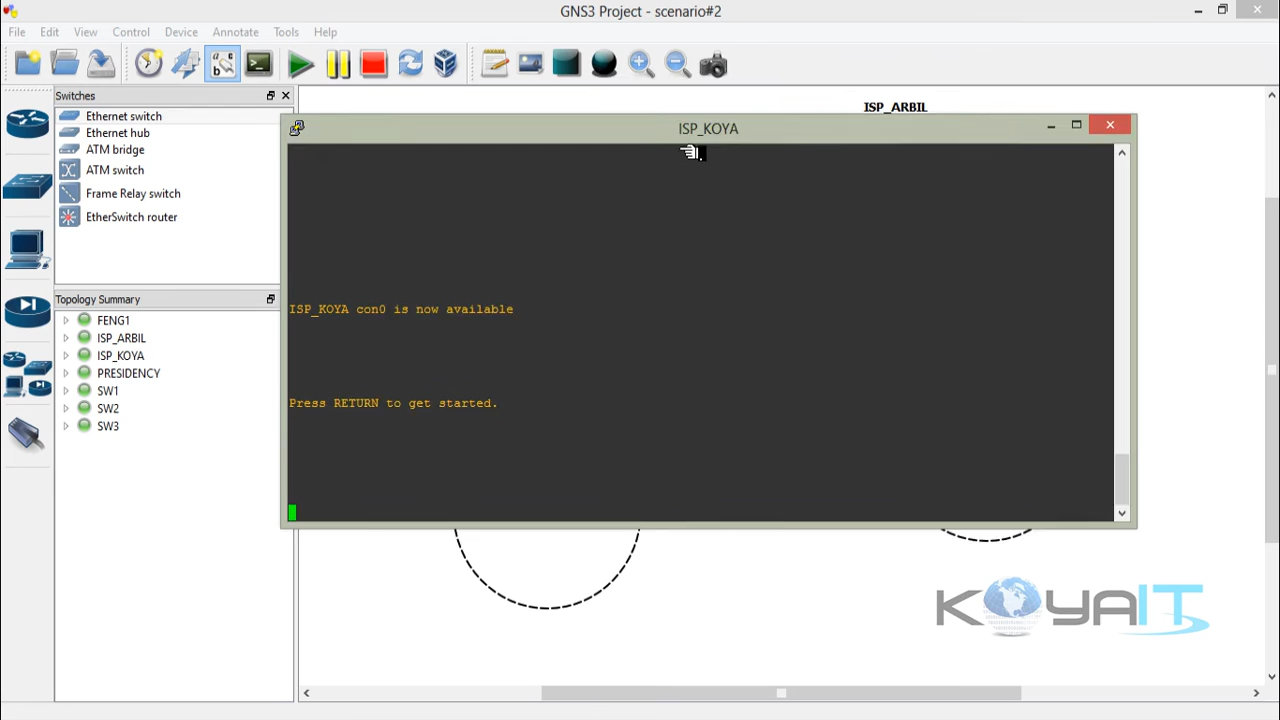 GNS3 Project - scenario#2
File Edit View Control Device Annotate Tools Help
Switches
Ethernet switch
Ethernet hub
ATM bridge
ATM switch
Frame Relay switch
EtherSwitch router
Topology Summary
FENG1
ISP_ARBIL
ISP_KOYA
PRESIDENCY
SW1
SW2
SW3
ISP_ARBIL
ISP_KOYA
ISP_KOYA con0 is now available
Press RETURN to get started.
KOYAIT